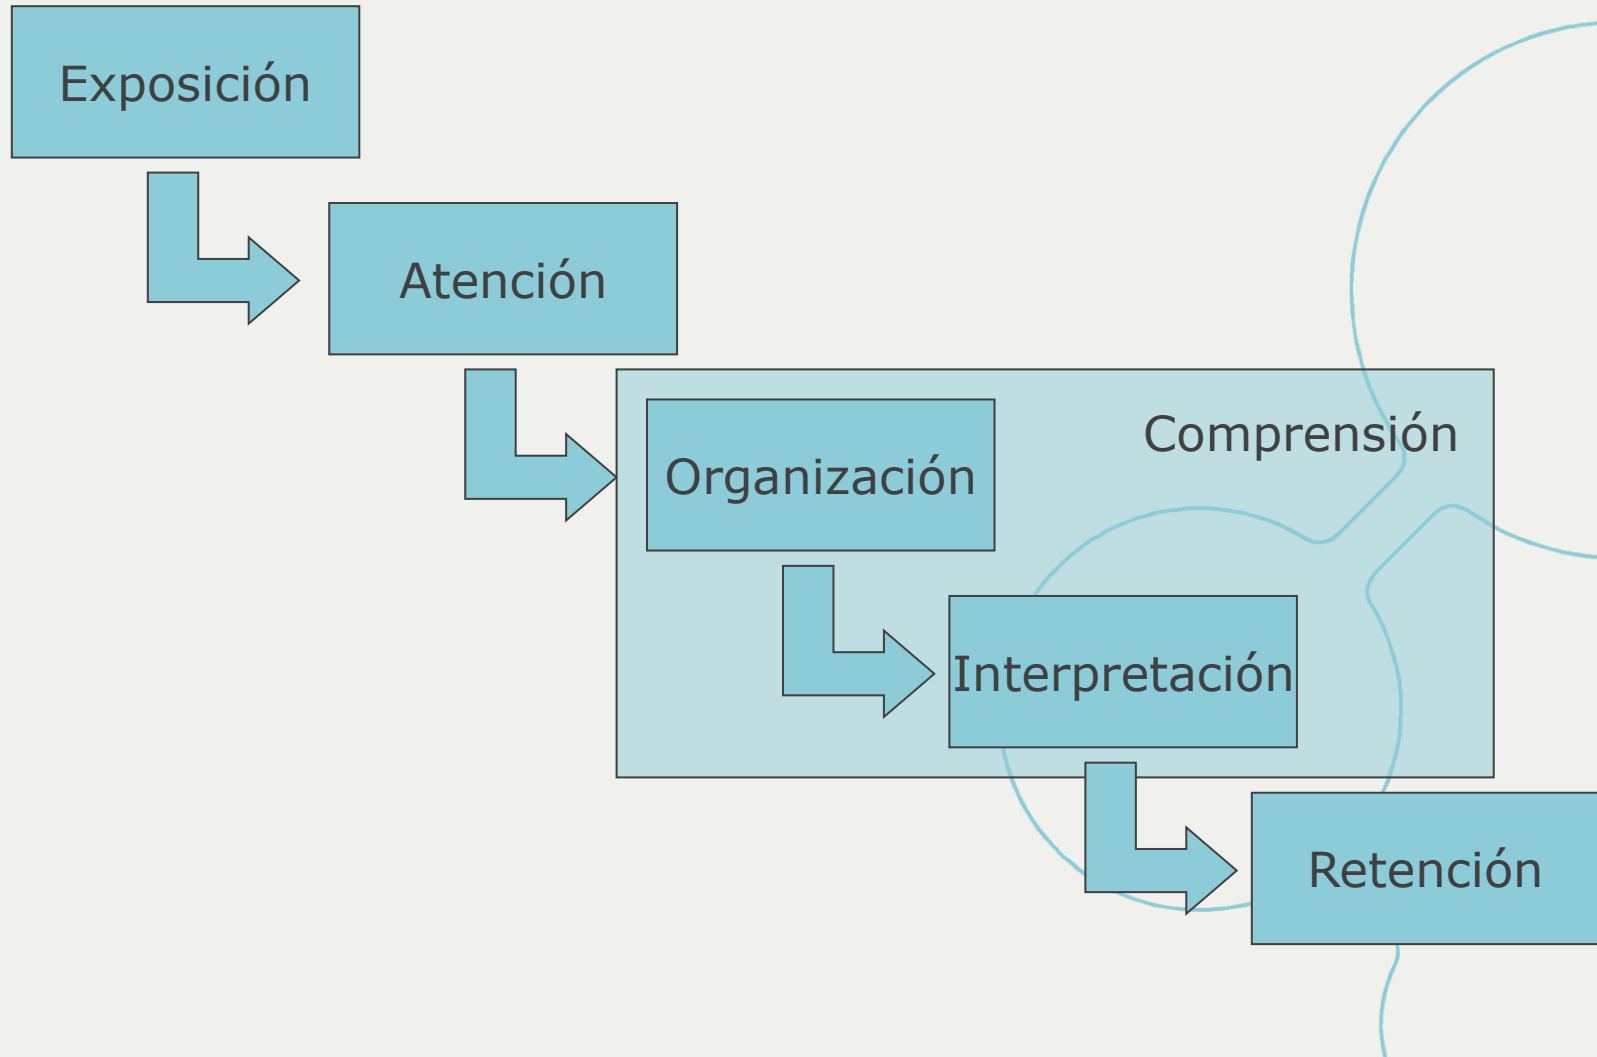 Exposición
Atención
Comprensión
Organización
Interpretación
Retención